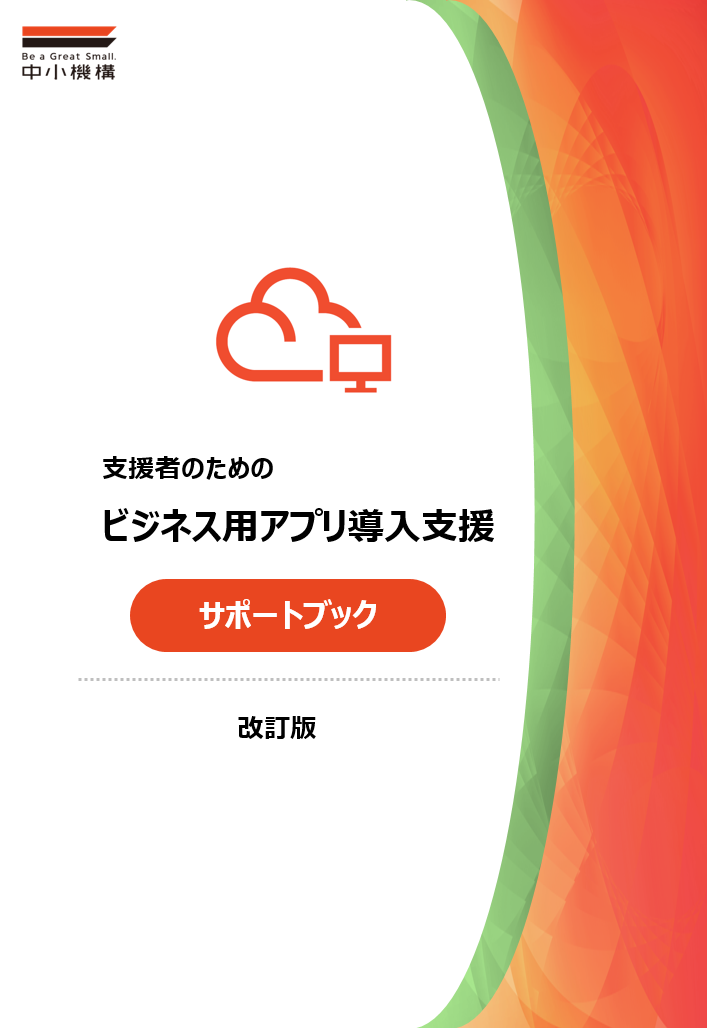 Be a Great Small.
中小機構
支援者のための
ビジネス用アプリ導入支援
サポートブック
改訂版